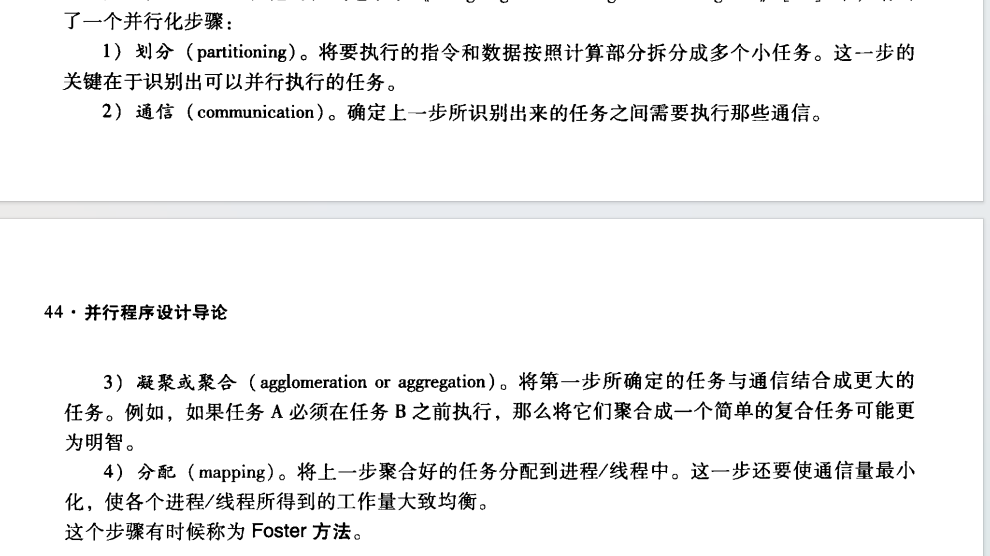 了一个并行化步骤：
1）划分（partitioning）。将要执行的指令和数据按照计算部分拆分成多个小任务。这一步的
关键在于识别出可以并行执行的任务。
2）通信（communication）。确定上一步所识别出来的任务之间需要执行那些通信。
44·并行程序设计导论
3）凝聚或聚合（agglomeration or aggregation）。将第一步所确定的任务与通信结合成更大的
任务。例如，如果任务 A 必须在任务 B 之前执行，那么将它们聚合成一个简单的复合任务可能更
为明智。
4）分配（mapping）。将上一步聚合好的任务分配到进程/线程中。这一步还要使通信量最小
化，使各个进程/线程所得到的工作量大致均衡。
这个步骤有时候称为 Foster 方法。